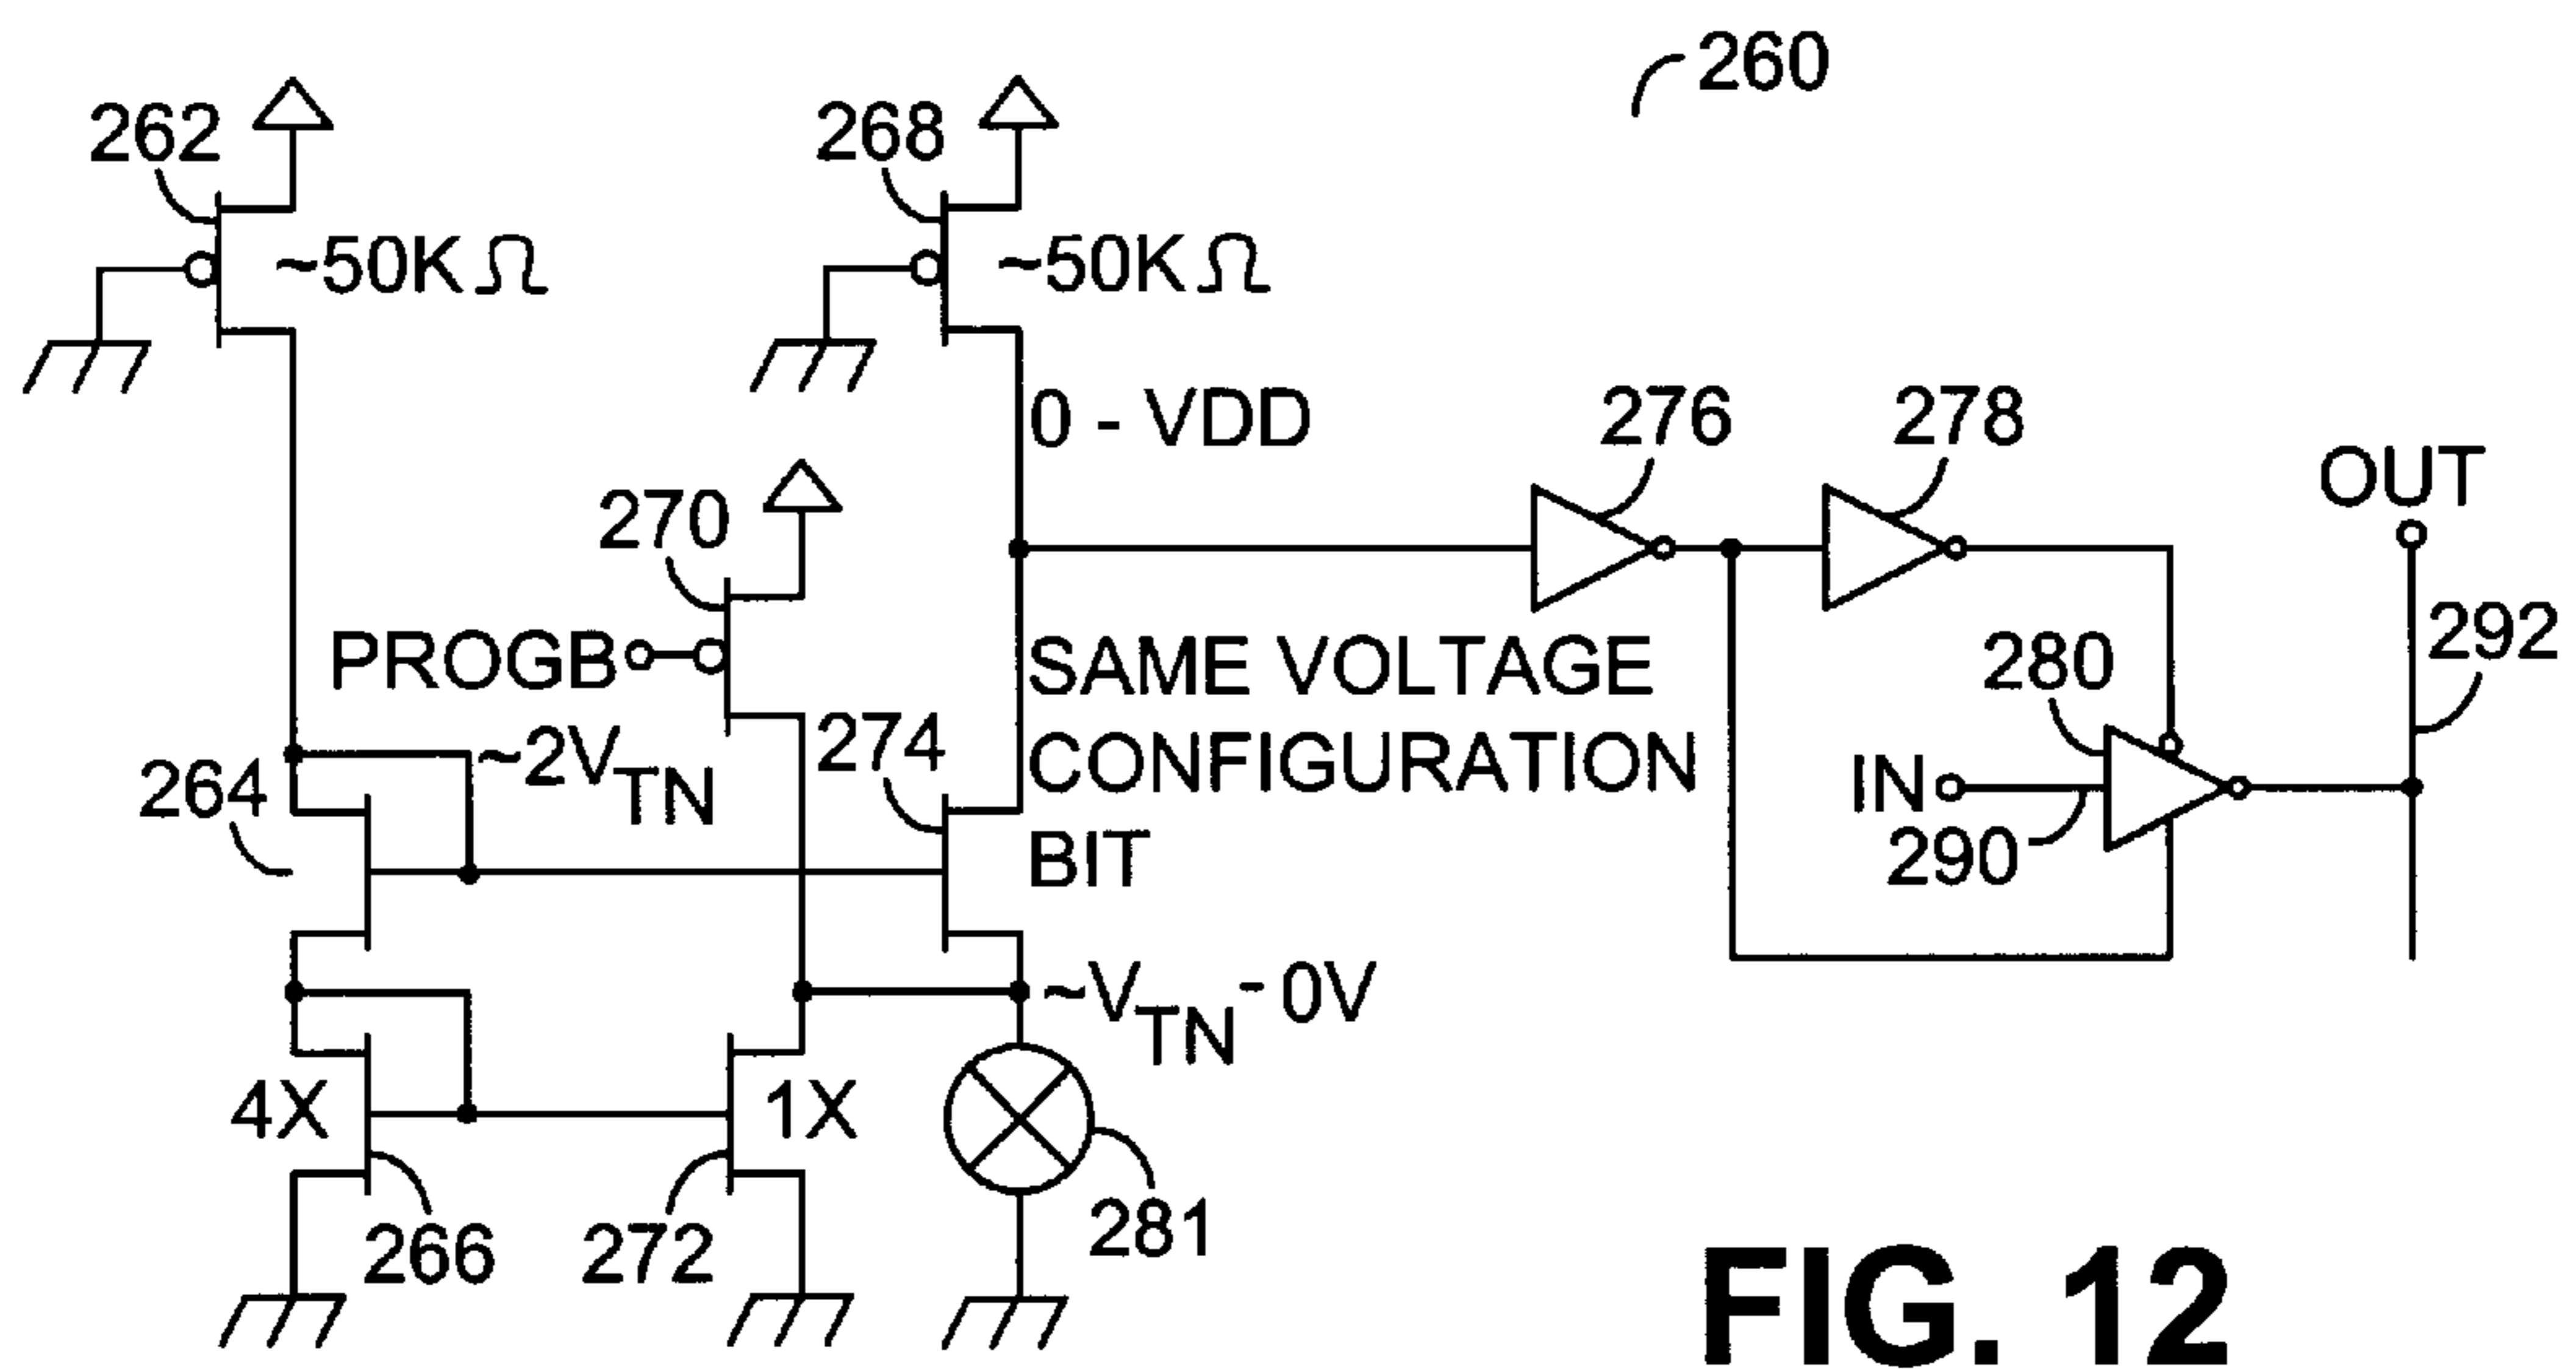 260
262
268
~50KΩ
~50KΩ
0 - VDD
276
278
OUT
270
292
PROGB
SAME VOLTAGE
CONFIGURATION
BIT
280
274
~2VTN
264
IN
290
~VTN - 0V
4X
1X
266
272
281
FIG. 12